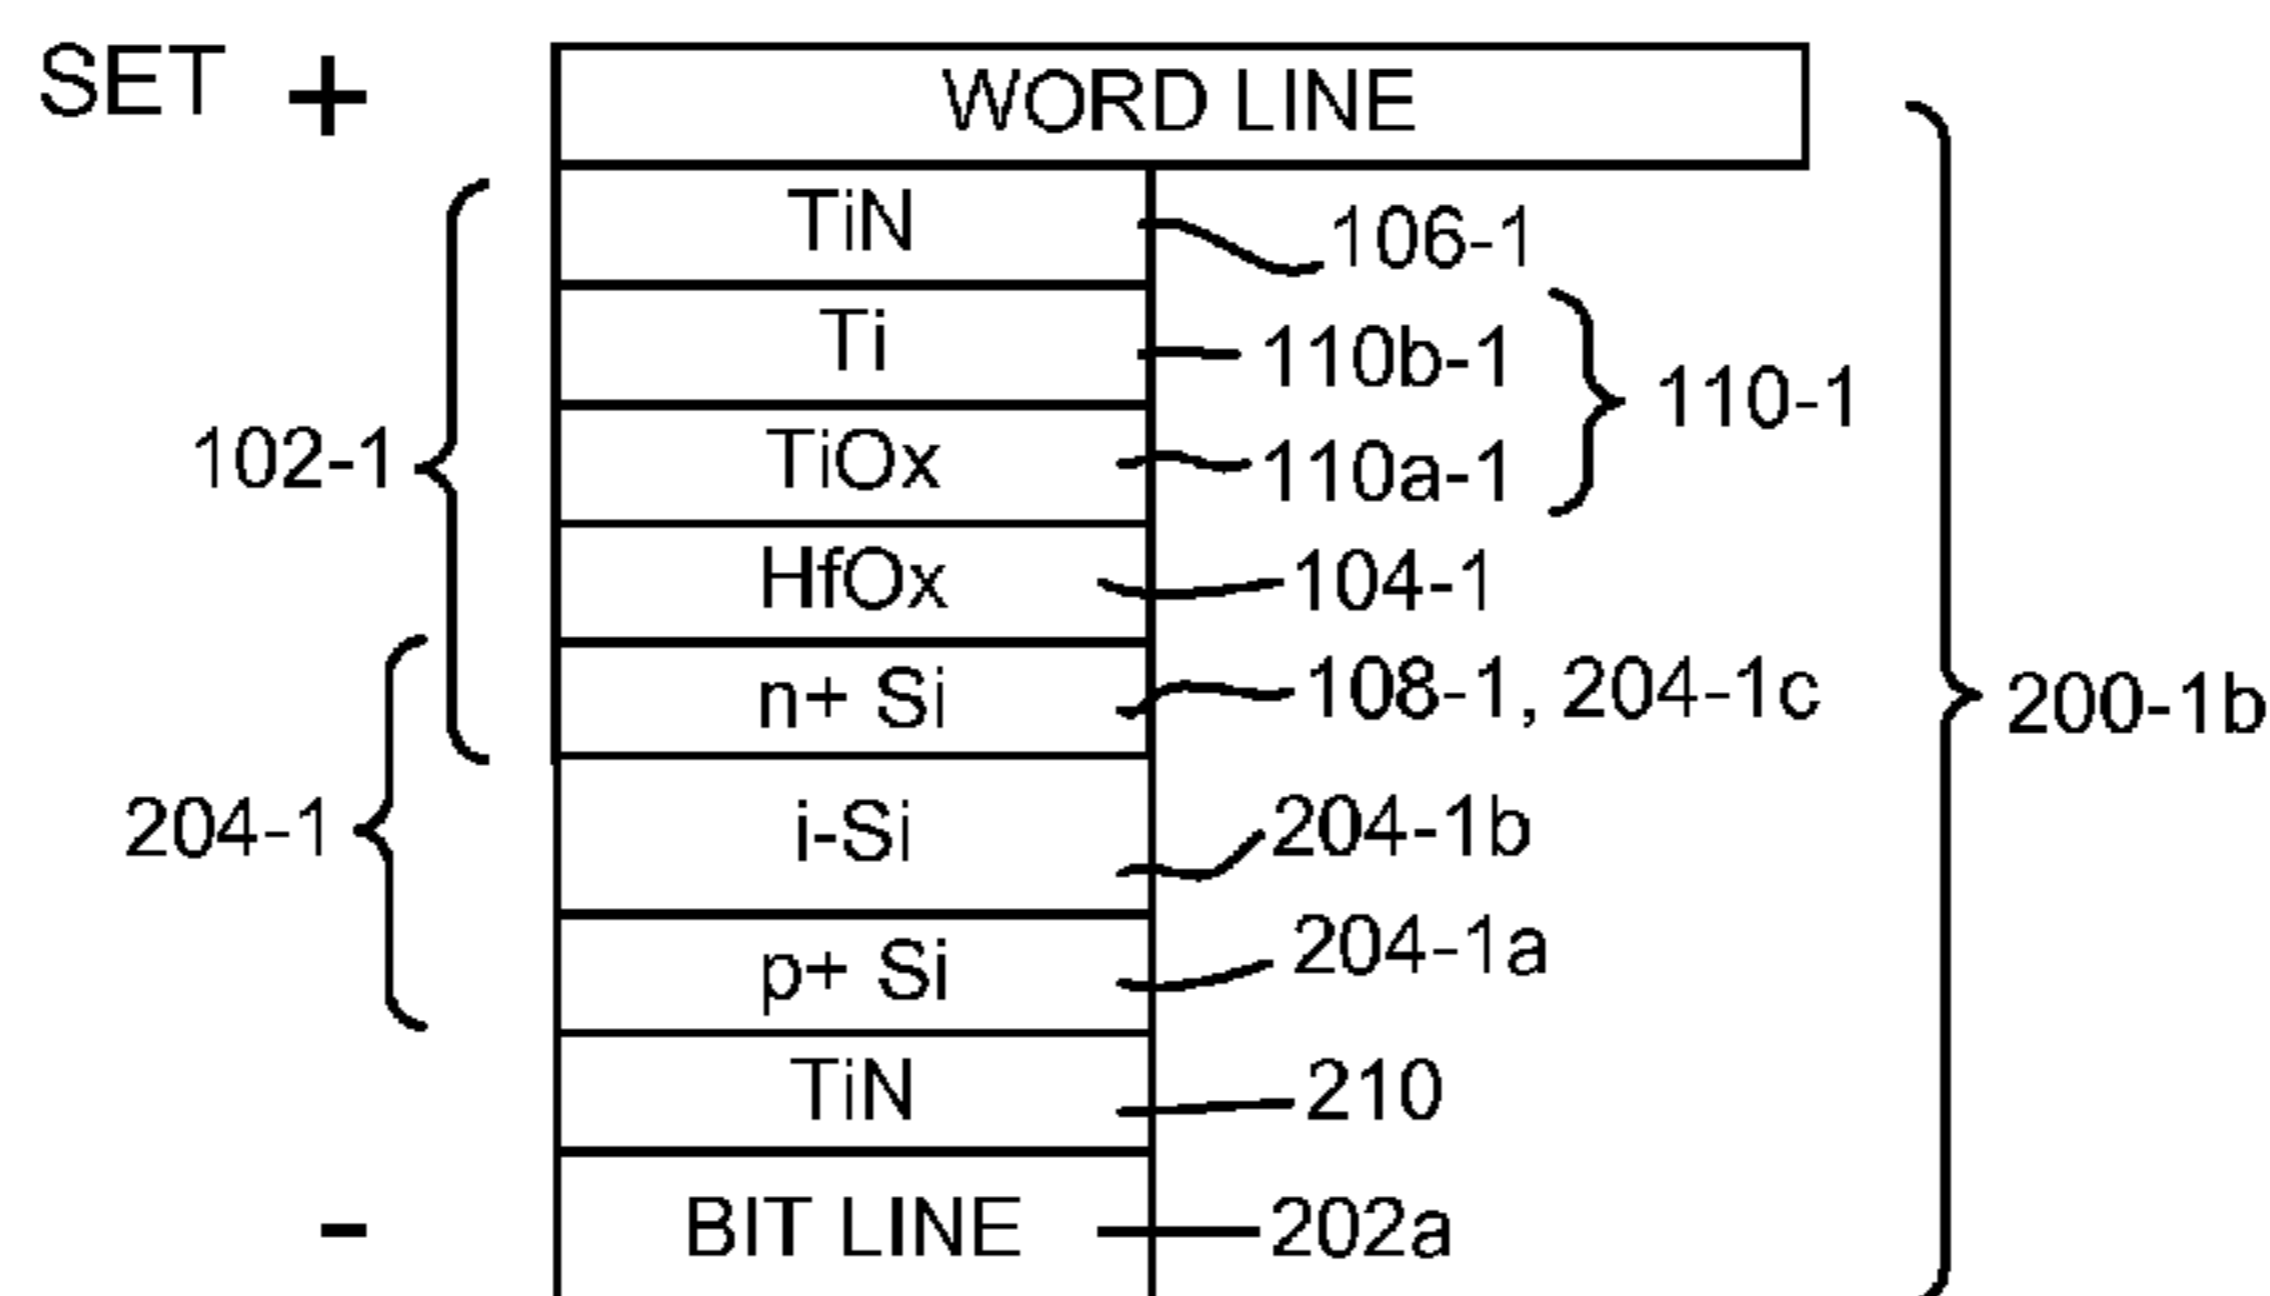 SET +
WORD LINE
TiN
106-1
Ti
110b-1
110-1
TiOx
110a-1
102-1
HfOx
104-1
n+ Si
108-1, 204-1c
200-1b
204-1
i-Si
204-1b
p+ Si
204-1a
TiN
210
-
BIT LINE
202a